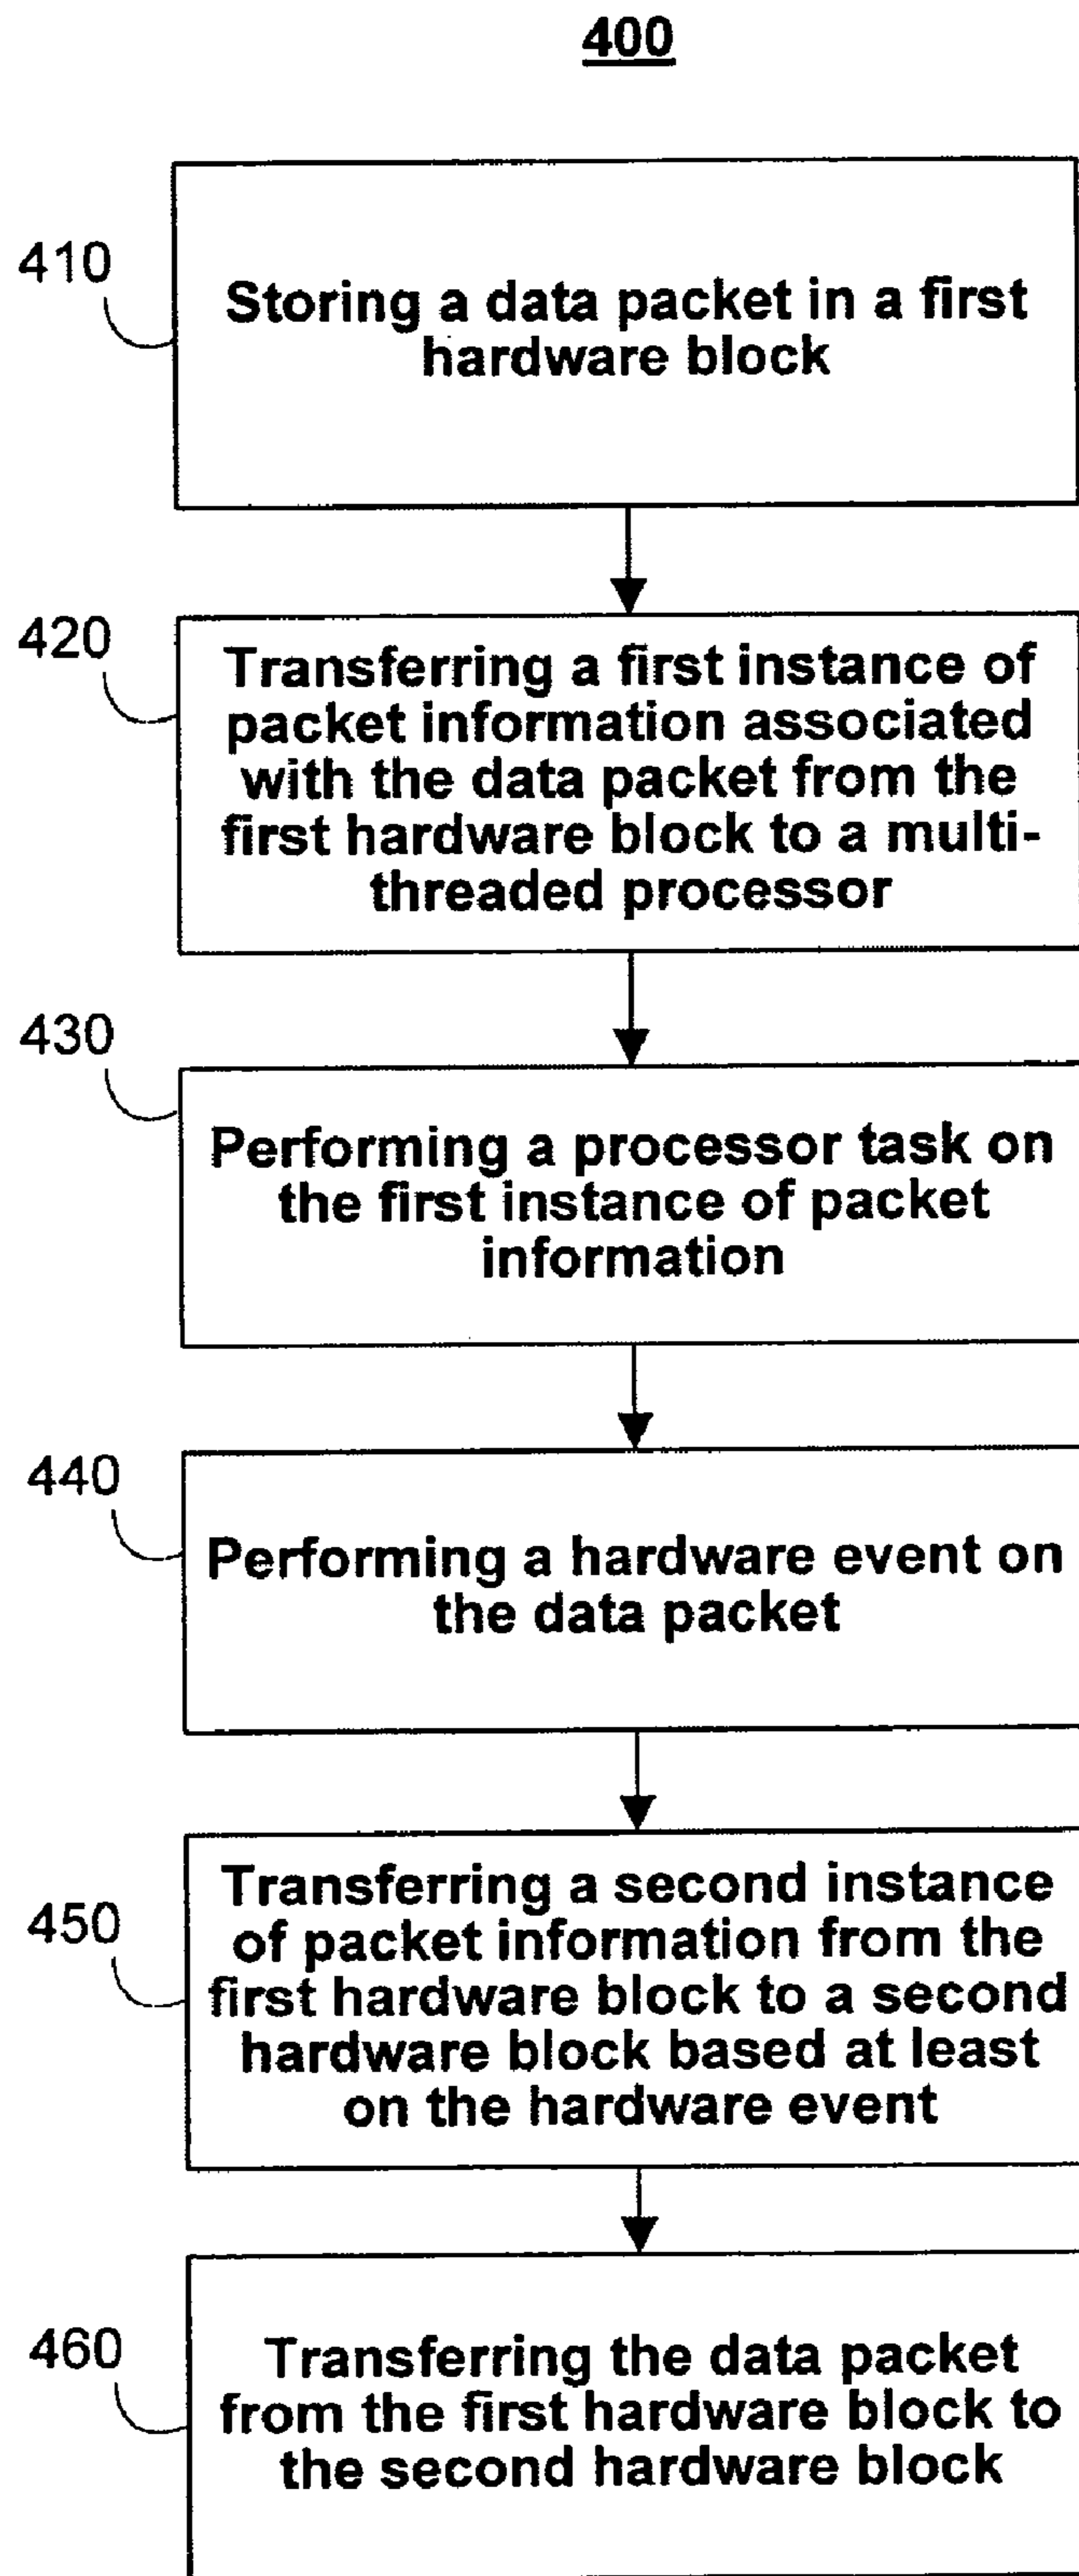 400
410
Storing a data packet in a first
hardware block
420
Transferring a first instance of
packet information associated
with the data packet from the
first hardware block to a multi-
threaded processor
430
Performing a processor task on
the first instance of packet
information
440
Performing a hardware event on
the data packet
450
Transferring a second instance
of packet information from the
first hardware block to a second
hardware block based at least
on the hardware event
460
Transferring the data packet
from the first hardware block to
the second hardware block